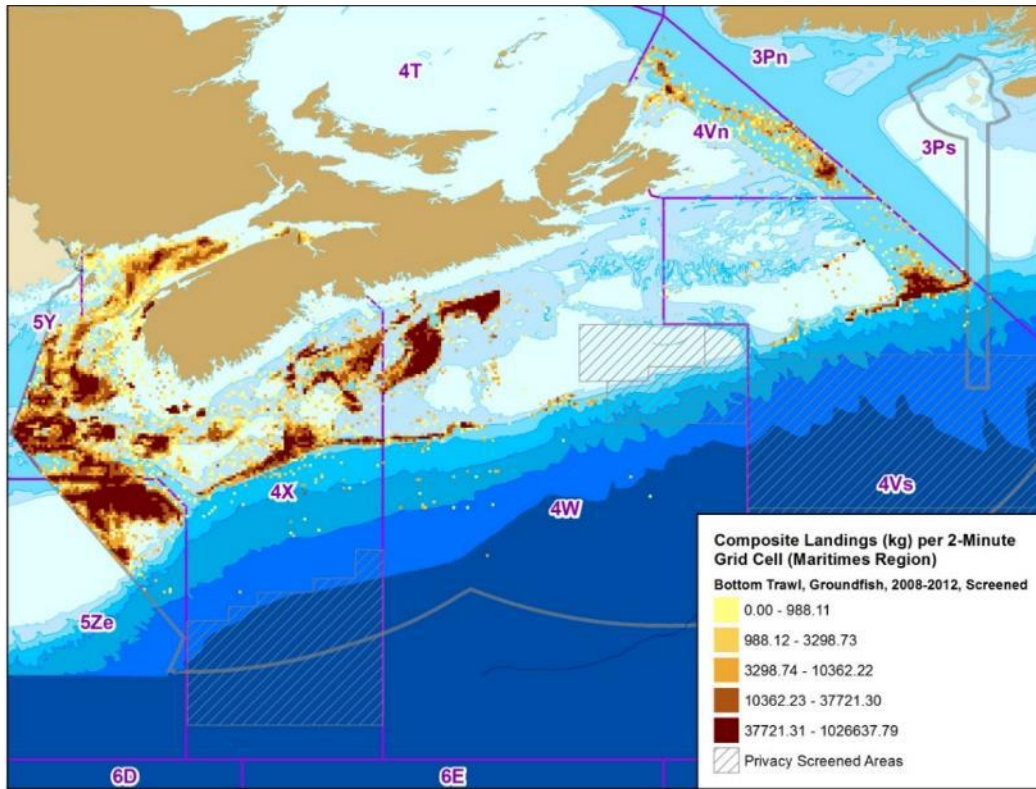 4T
3Pn
4Vn
3Ps
5Y
4X
4W
4Vs
5Ze
6D
6E
Composite Landings (kg) per 2-Minute
Grid Cell (Maritimes Region)
Bottom Trawl, Groundfish, 2008-2012, Screened
0.00 - 988.11
988.12 - 3298.73
3298.74 - 10362.22
10362.23 - 37721.30
37721.31 - 1026637.79
Privacy Screened Areas